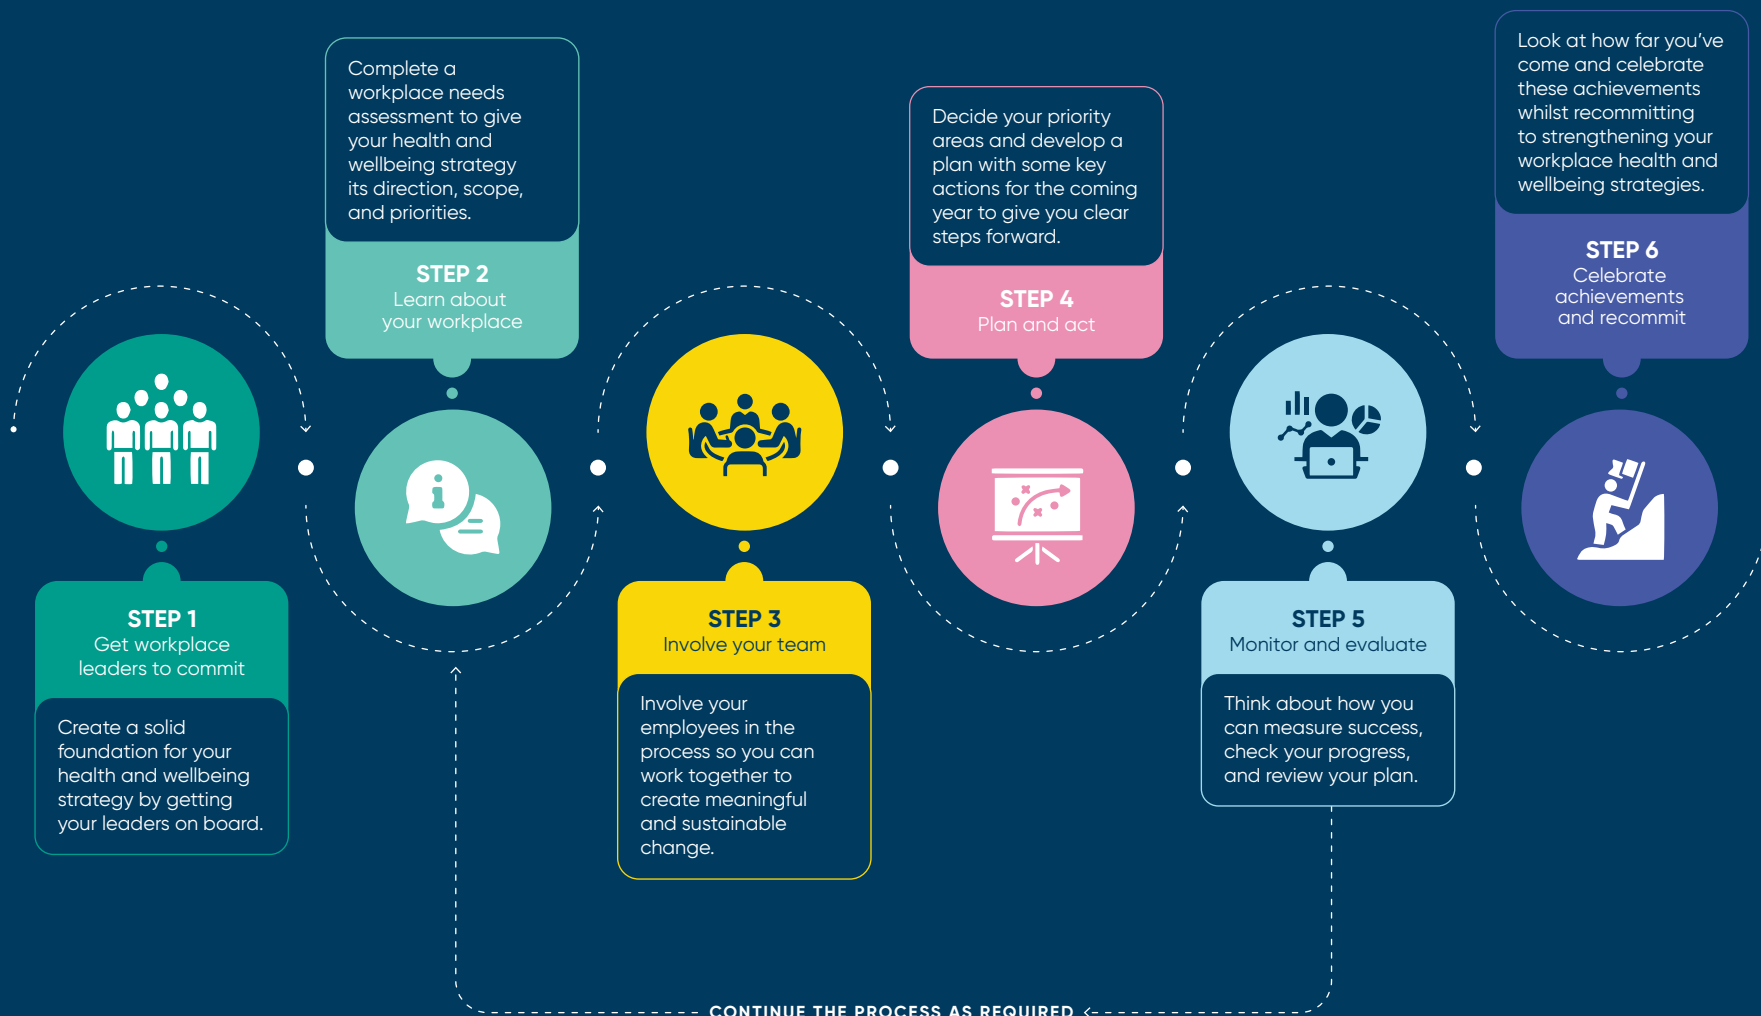 STEP 1
Get workplace
leaders to commit
Create a solid
foundation for your
health and wellbeing
strategy by getting
your leaders on board.
Complete a
workplace needs
assessment to give
your health and
wellbeing strategy
its direction, scope,
and priorities.
STEP 2
Learn about
your workplace
STEP 3
Involve your team
Involve your
employees in the
process so you can
work together to
create meaningful
and sustainable
change.
Decide your priority
areas and develop a
plan with some key
actions for the coming
year to give you clear
steps forward.
STEP 4
Plan and act
STEP 5
Monitor and evaluate
Think about how you
can measure success,
check your progress,
and review your plan.
Look at how far you’ve
come and celebrate
these achievements
whilst recommitting
to strengthening your
workplace health and
wellbeing strategies.
STEP 6
Celebrate
achievements
and recommit
CONTINUE THE PROCESS AS REQUIRED